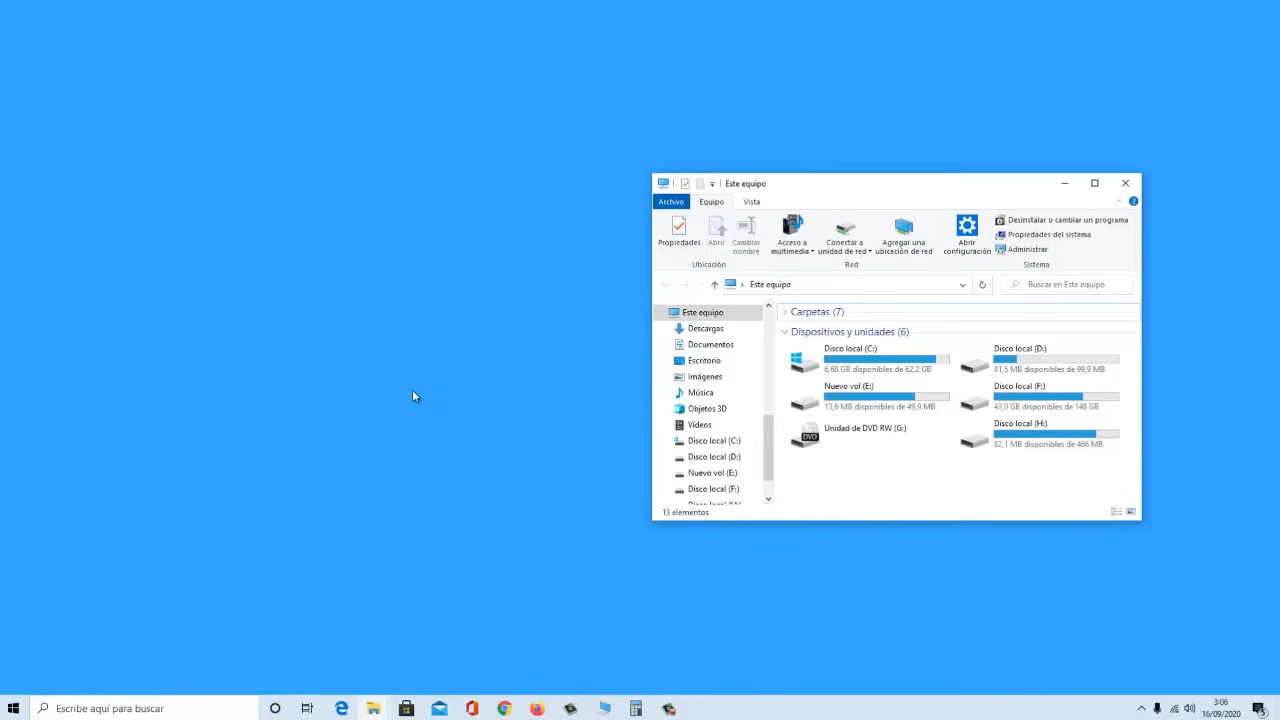 Este equipo
Archivo Equipo Vista
Propiedades Abrir Cambiar nombre
Acceso a multimedia Conectar a unidad de red Agregar una ubicación de red
Abrir configuración
Desinstalar o cambiar un programa
Propiedades del sistema
Administrar
Ubicación Red Sistema
Este equipo
Buscar en Este equipo
Este equipo
Descargas
Documentos
Escritorio
Imágenes
Música
Objetos 3D
Vídeos
Disco local (C:)
Disco local (D:)
Nuevo vol (E:)
Disco local (F:)
Carpetas (7)
Dispositivos y unidades (6)
Disco local (C:)
6,68 GB disponibles de 62,2 GB
Disco local (D:)
81,5 MB disponibles de 99,9 MB
Nuevo vol (E:)
13,6 MB disponibles de 49,9 MB
Disco local (F:)
43,0 GB disponibles de 148 GB
Unidad de DVD RW (G:)
DVD
Disco local (H:)
82,1 MB disponibles de 466 MB
13 elementos
Escribe aquí para buscar
3:06
16/09/2020
5